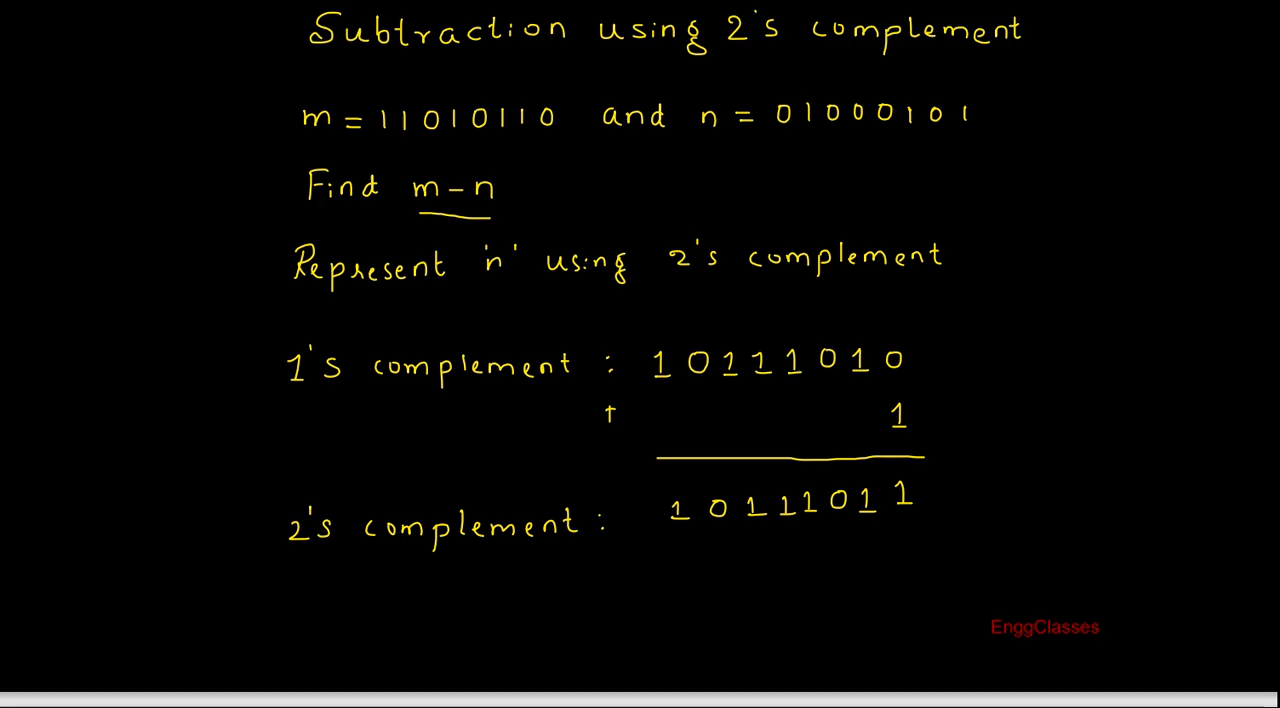 Subtraction using 2's complement
m = 11010110 and n = 01000101
Find m - n
Represent 'n' using 2's complement
1's complement : 10111010
+ 1
2's complement : 10111011
EnggClasses